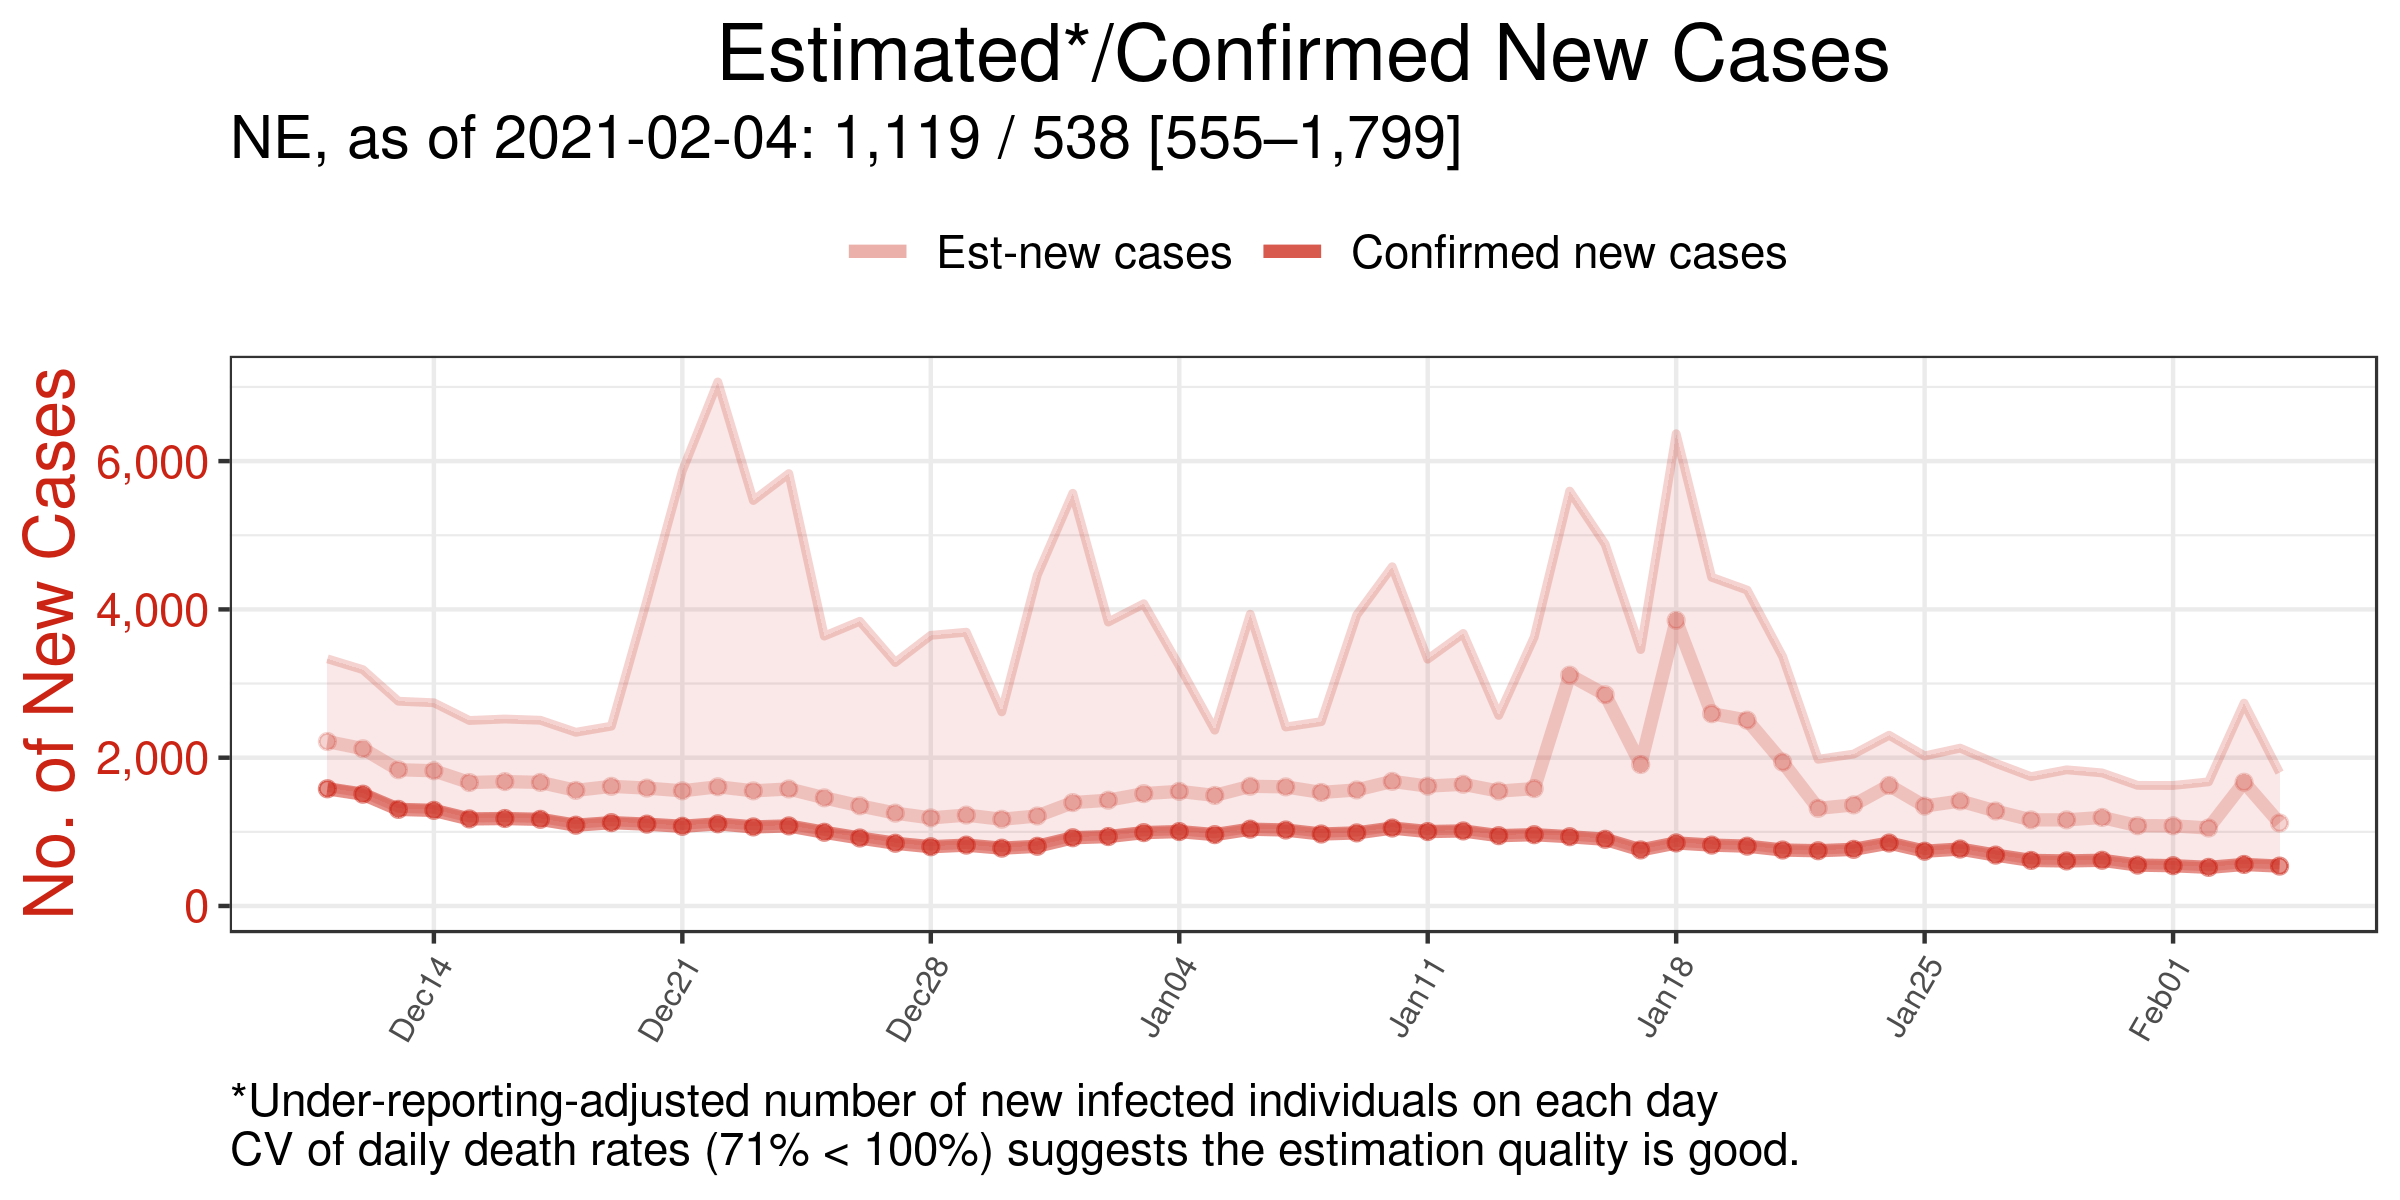 Estimated*/Confirmed New Cases
NE, as of 2021-02-04: 1,119 / 538 [555–1,799]
Est-new cases Confirmed new cases
No. of New Cases
6,000
4,000
2,000
0
Dec14 Dec21 Dec28 Jan04 Jan11 Jan18 Jan25 Feb01
*Under-reporting-adjusted number of new infected individuals on each day
CV of daily death rates (71% < 100%) suggests the estimation quality is good.